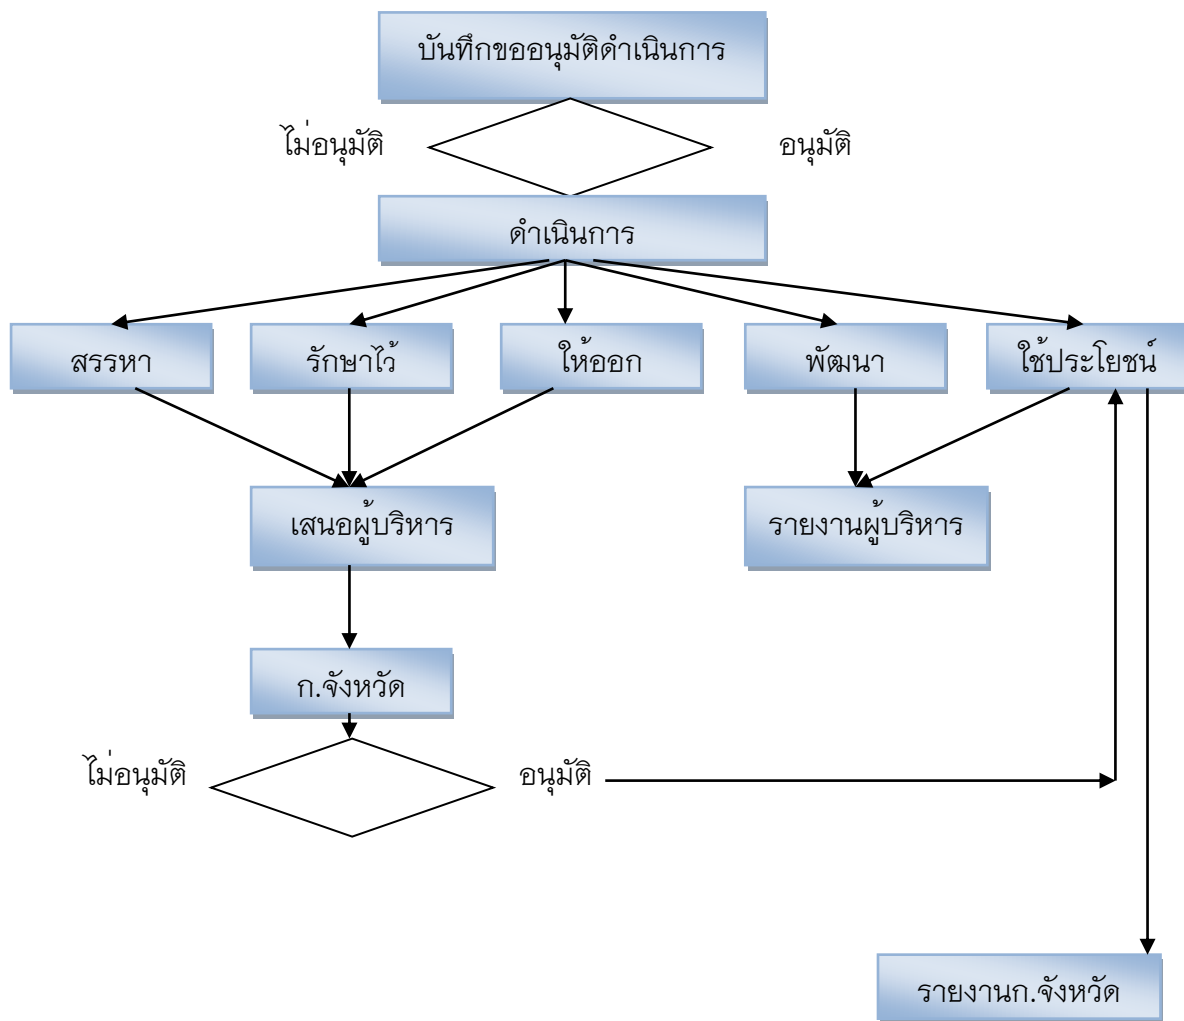 บันทึกขออนุมัติดำเนินการ
ไม่อนุมัติ
อนุมัติ
ดำเนินการ
สรรหา
รักษาไว้
ให้ออก
พัฒนา
ใช้ประโยชน์
เสนอผู้บริหาร
รายงานผู้บริหาร
ก.จังหวัด
ไม่อนุมัติ
อนุมัติ
รายงานก.จังหวัด